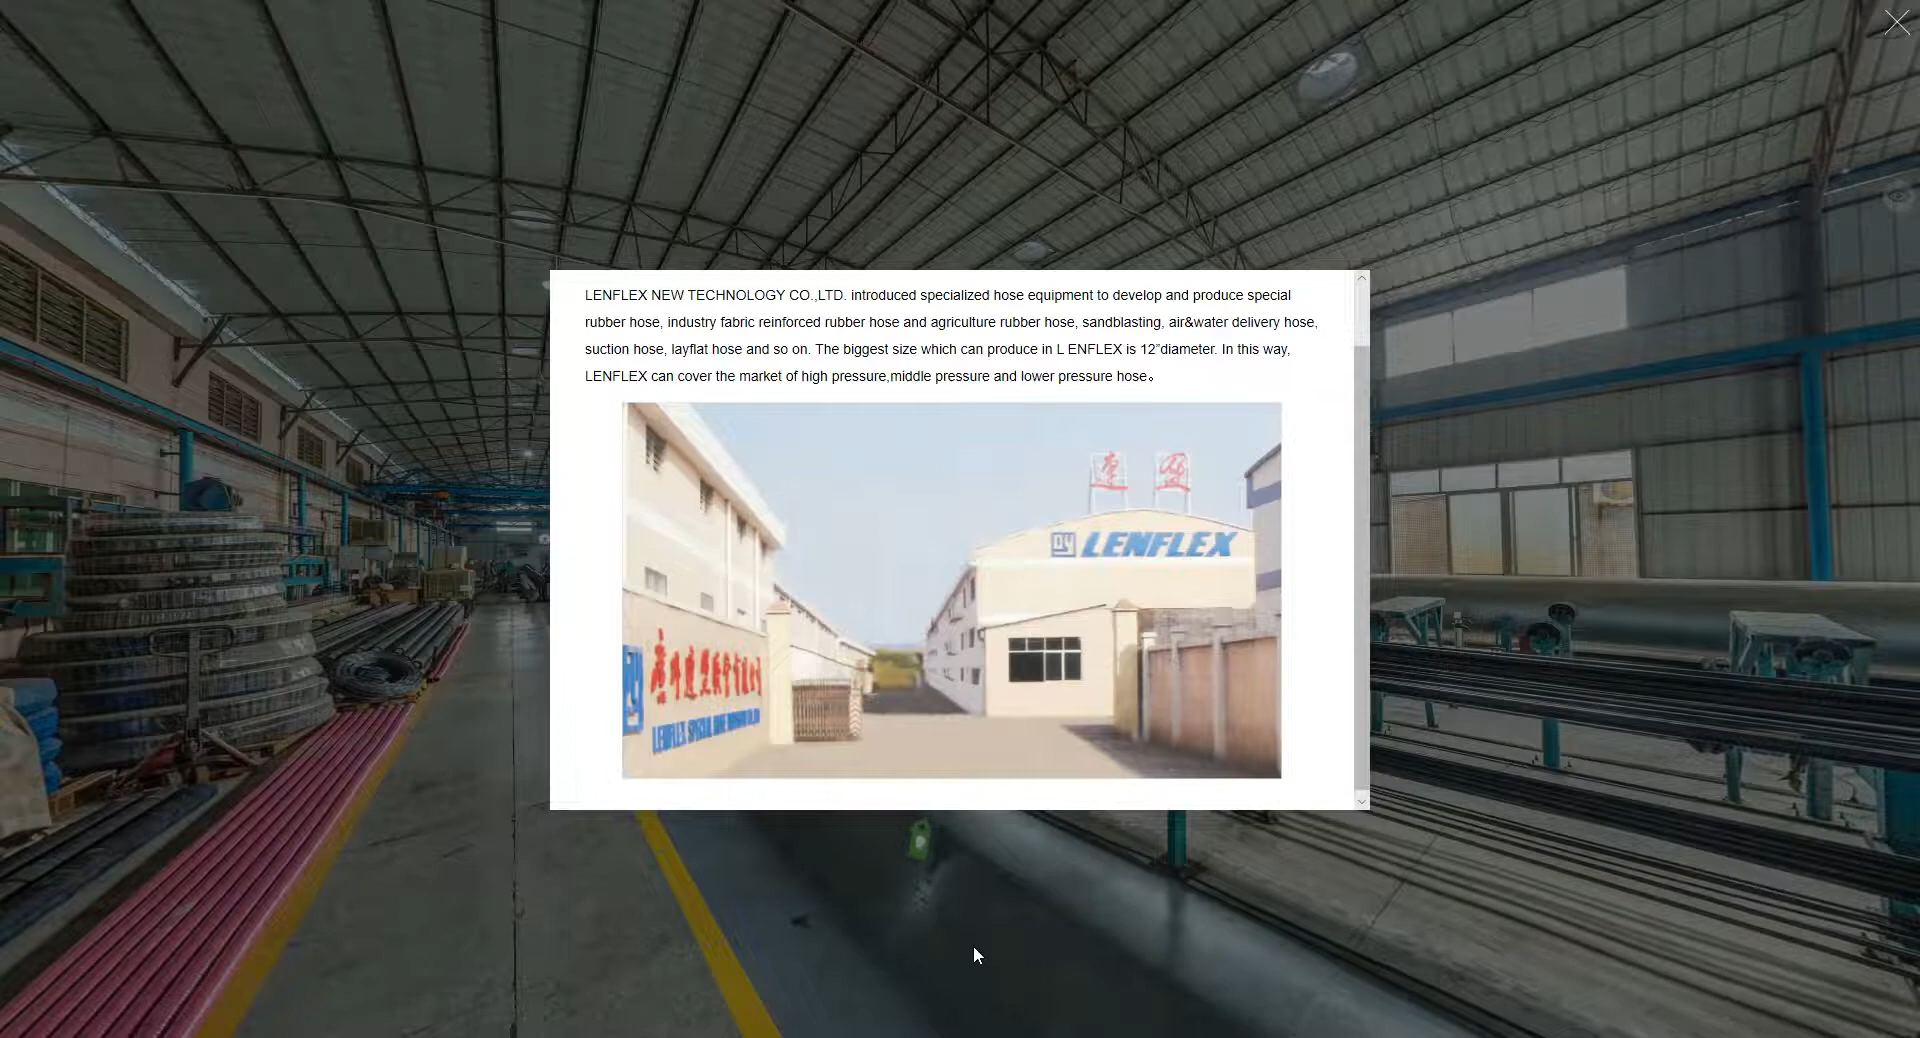 LENFLEX NEW TECHNOLOGY CO.,LTD. introduced specialized hose equipment to develop and produce special
rubber hose, industry fabric reinforced rubber hose and agriculture rubber hose, sandblasting, air&water delivery hose,
suction hose, layflat hose and so on. The biggest size which can produce in L ENFLEX is 12”diameter. In this way,
LENFLEX can cover the market of high pressure,middle pressure and lower pressure hose。
DY LENFLEX